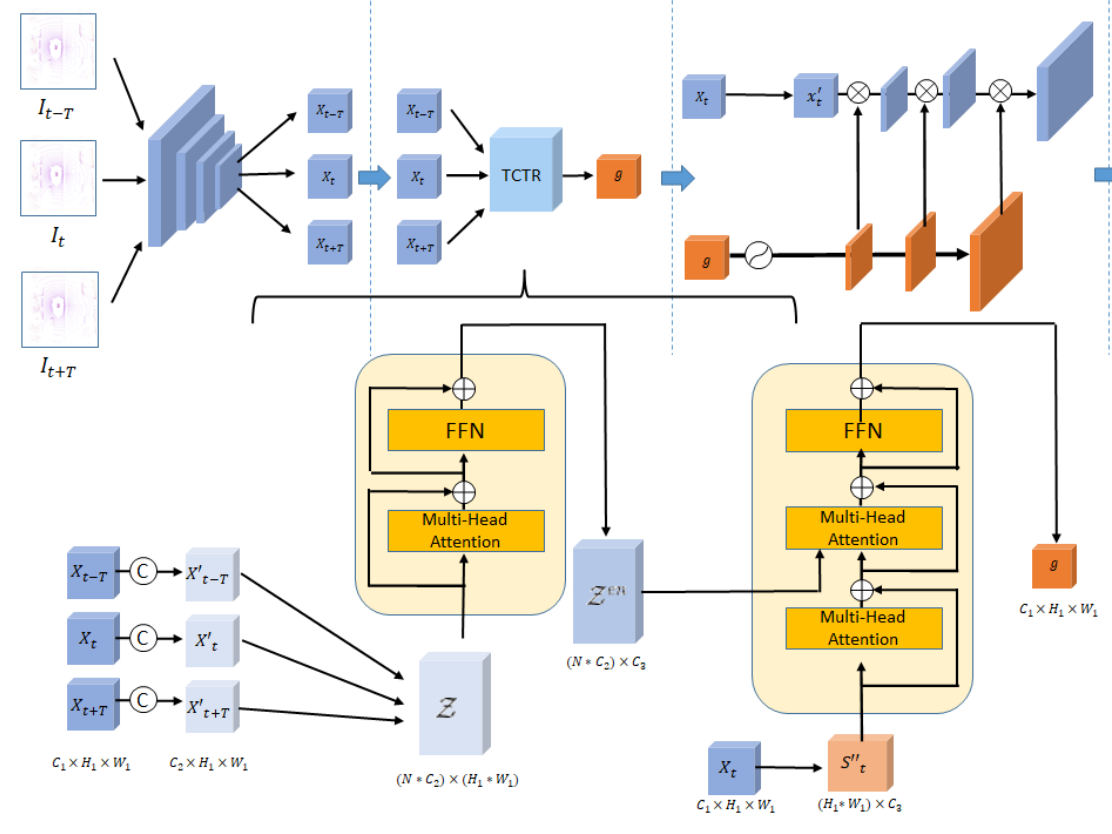 I_{t-T}
I_t
I_{t+T}
X_{t-T}
X_t
X_{t+T}
X_{t-T}
X_t
X_{t+T}
TCTR
g
X_t
x'_t
g
FFN
Multi-Head
Attention
X_{t-T} C X'_{t-T}
X_t C X'_t
X_{t+T} C X'_{t+T}
C_1 × H_1 × W_1
C_2 × H_1 × W_1
Z
(N * C_2) × (H_1 * W_1)
Z^{en}
(N * C_2) × C_3
FFN
Multi-Head
Attention
Multi-Head
Attention
X_t
C_1 × H_1 × W_1
S''_t
(H_1 * W_1) × C_3
g
C_1 × H_1 × W_1